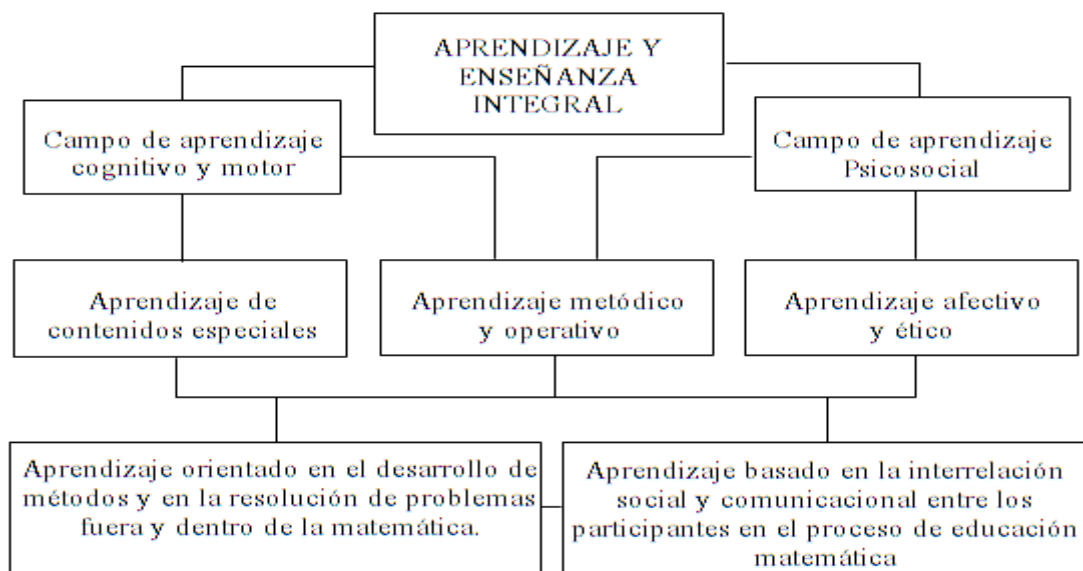 APRENDIZAJE Y
ENSEÑANZA
INTEGRAL
Campo de aprendizaje
cognitivo y motor
Campo de aprendizaje
Psicosocial
Aprendizaje de
contenidos especiales
Aprendizaje metódico
y operativo
Aprendizaje afectivo
y ético
Aprendizaje orientado en el desarrollo de
métodos y en la resolución de problemas
fuera y dentro de la matemática.
Aprendizaje basado en la interrelación
social y comunicacional entre los
participantes en el proceso de educación
matemática